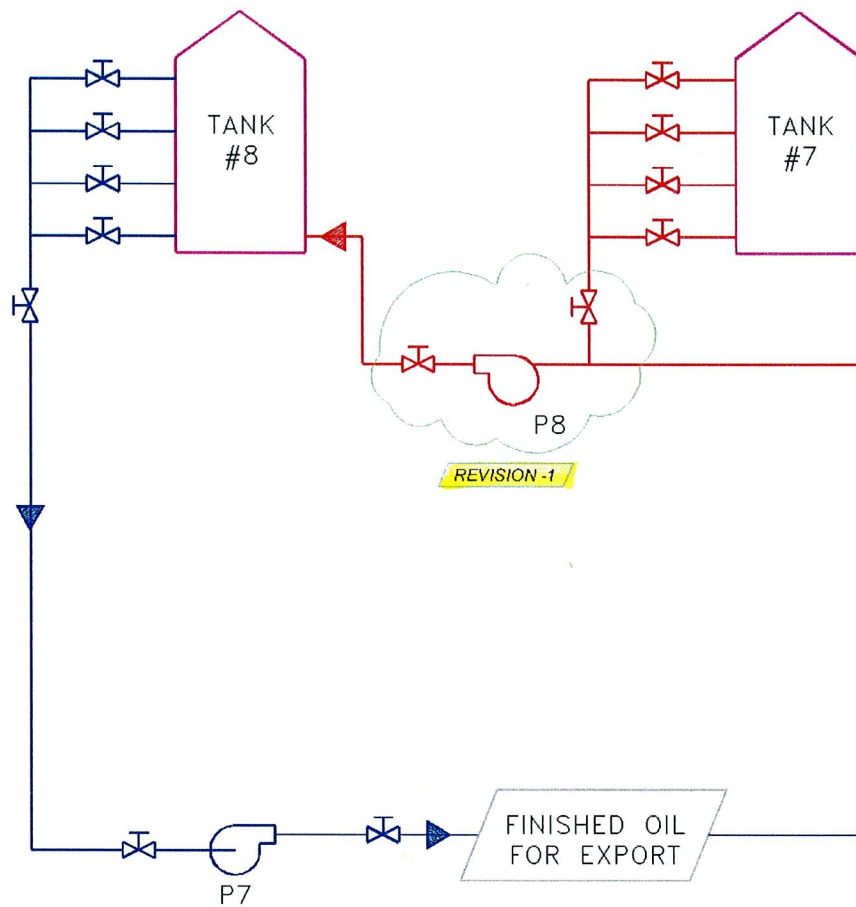 TANK
#8
TANK
#7
P8
REVISION -1
FINISHED OIL
FOR EXPORT
P7